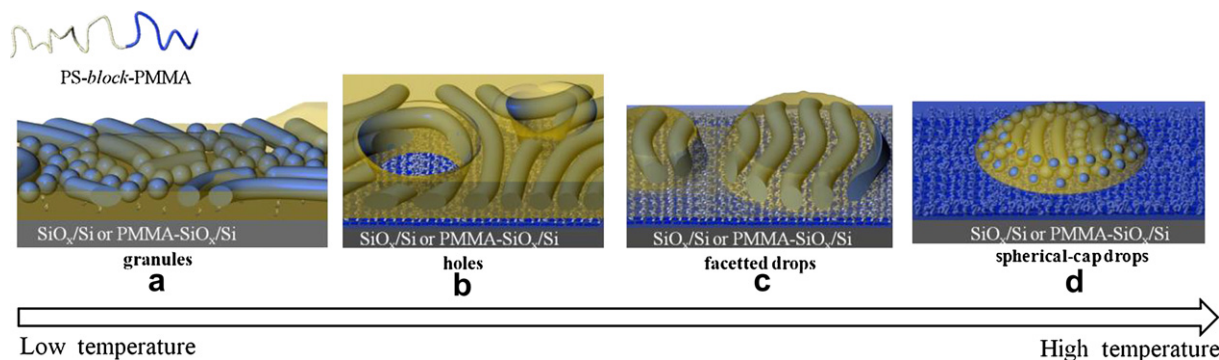 PS-block-PMMA
SiOx/Si or PMMA-SiOx/Si
granules
a
SiOx/Si or PMMA-SiOx/Si
holes
b
SiOx/Si or PMMA-SiOx/Si
facetted drops
c
SiOx/Si or PMMA-SiOx/Si
spherical-cap drops
d
Low temperature
High temperature